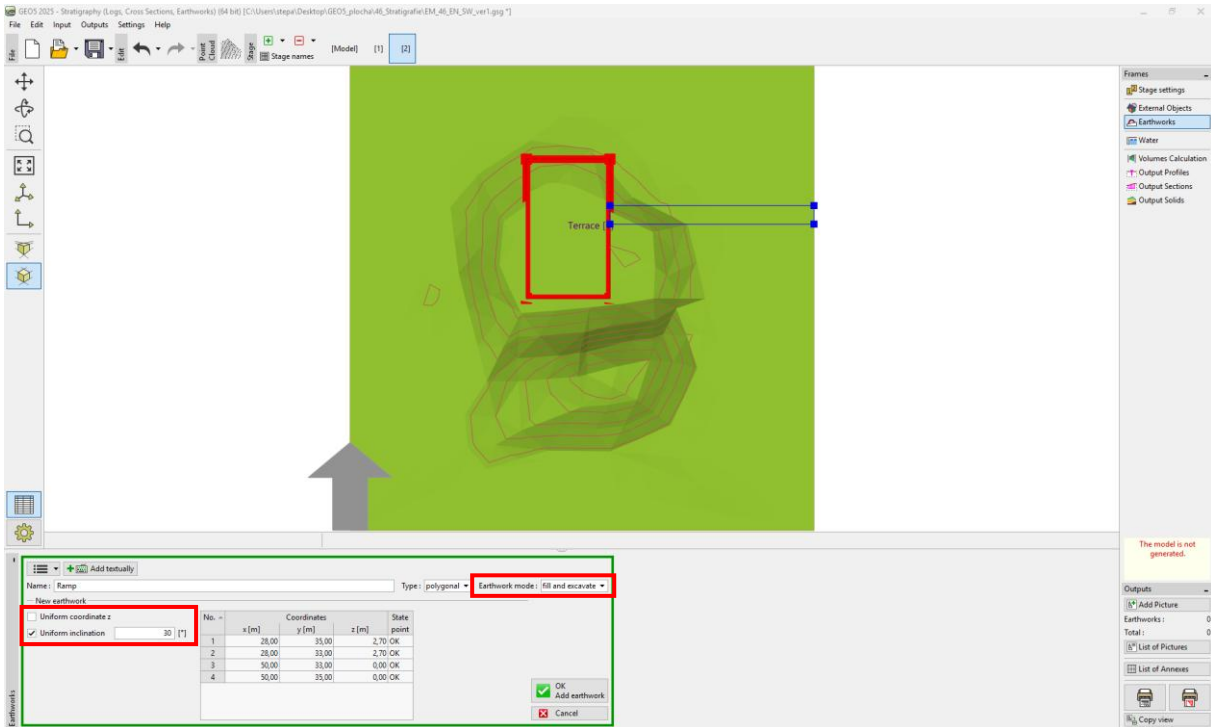 GEO5 2025 - Stratigraphy (Logs, Cross Sections, Earthworks) (64 bit) [C:\Users\stepa\Desktop\GEO5_plocha\46_Stratigrafie\EM_46_EN_SW_ver1.gsg *]
File Edit Input Outputs Settings Help
File
Edit
Point Cloud
Stage
Stage names
[Model] [1] [2]
Frames
Stage settings
External Objects
Earthworks
Water
Volumes Calculation
Output Profiles
Output Sections
Output Solids
Terrace [
The model is not
generated.
Add textually
Name : Ramp
Type : polygonal
Earthwork mode : fill and excavate
New earthwork
Uniform coordinate z
Uniform inclination 30 [°]
No. Coordinates State
x [m] y [m] z [m] point
1 28,00 35,00 2,70 OK
2 28,00 33,00 2,70 OK
3 50,00 33,00 0,00 OK
4 50,00 35,00 0,00 OK
OK
Add earthwork
Cancel
Earthworks
Outputs
Add Picture
Earthworks : 0
Total : 0
List of Pictures
List of Annexes
Copy view